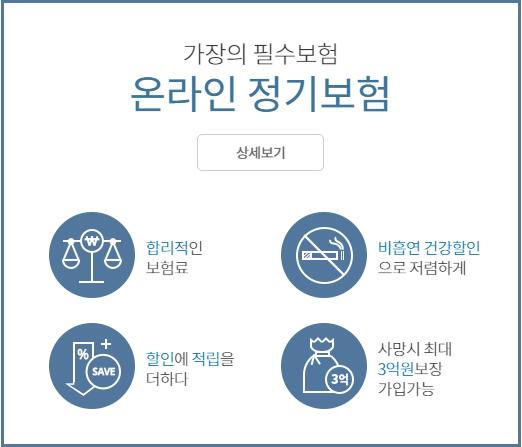 가장의 필수보험
온라인 정기보험
상세보기
₩
합리적인
보험료
비흡연 건강할인
으로 저렴하게
%
SAVE
할인에 적립을
더하다
3억
사망시 최대
3억원보장
가입가능